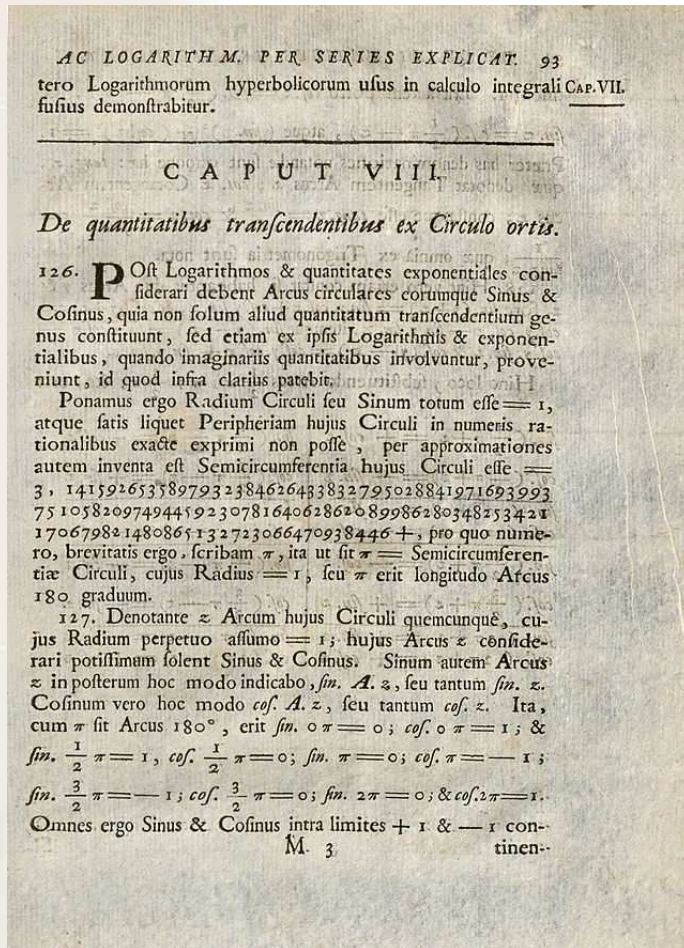 AC LOGARITHM. PER SERIES EXPLICAT. 93
tero Logarithmorum hyperbolicorum uſus in calculo integrali CAP. VII.
fuſius demonſtrabitur.
CAPUT VIII.
De quantitatibus tranſcendentibus ex Circulo ortis.
126. POſt Logarithmos & quantitates exponentiales con-
ſiderari debent Arcus circulares eorumque Sinus &
Coſinus, quia non ſolum aliud quantitatum tranſcendentium ge-
nus conſtituunt, ſed etiam ex ipſis Logarithmis & exponen-
tialibus, quando imaginariis quantitatibus involvuntur, prove-
niunt, id quod infra clarius patebit.
Ponamus ergo Radium Circuli ſeu Sinum totum eſſe = 1,
atque ſatis liquet Peripheriam hujus Circuli in numeris ra-
tionalibus exacte exprimi non poſſe, per approximationes
autem inventa eſt Semicircumferentia hujus Circuli eſſe =
3, 14159265358979323846264338327950288419716939937
751058209749445923078164062862089986280348253421
170679821480865132723066470938446+, pro quo nume-
ro, brevitatis ergo, ſcribam π, ita ut ſit π = Semicircumferen-
tiæ Circuli, cujus Radius = 1, ſeu π erit longitudo Arcus
180 graduum.
127. Denotante z Arcum hujus Circuli quemcunque, cu-
jus Radium perpetuo aſſumo = 1; hujus Arcus z conſide-
rari potiſſimum ſolent Sinus & Coſinus. Sinum autem Arcus
z in poſterum hoc modo indicabo, ſin. A. z, ſeu tantum ſin. z.
Coſinum vero hoc modo coſ. A. z, ſeu tantum coſ. z. Ita,
cum π ſit Arcus 180°, erit ſin. 0 π = 0; coſ. 0 π = 1; &
ſin. 1/2 π = 1, coſ. 1/2 π = 0; ſin. π = 0; coſ. π = — 1;
ſin. 3/2 π = — 1; coſ. 3/2 π = 0; ſin. 2π = 0; & coſ. 2π = 1.
Omnes ergo Sinus & Coſinus intra limites + 1 & — 1 con-
M 3 tinen-